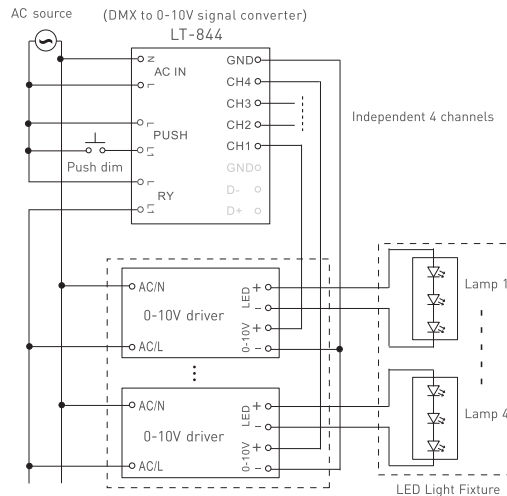 AC source
(DMX to 0-10V signal converter)
LT-844
N
AC IN
L
L
PUSH
L1
Push dim
L
RY
L1
GND
CH4
CH3
CH2
CH1
GND
D-
D+
Independent 4 channels
AC/N
0-10V driver
AC/L
LED
+
−
0-10V
+
−
Lamp 1
AC/N
0-10V driver
AC/L
LED
+
−
0-10V
+
−
Lamp 4
LED Light Fixture